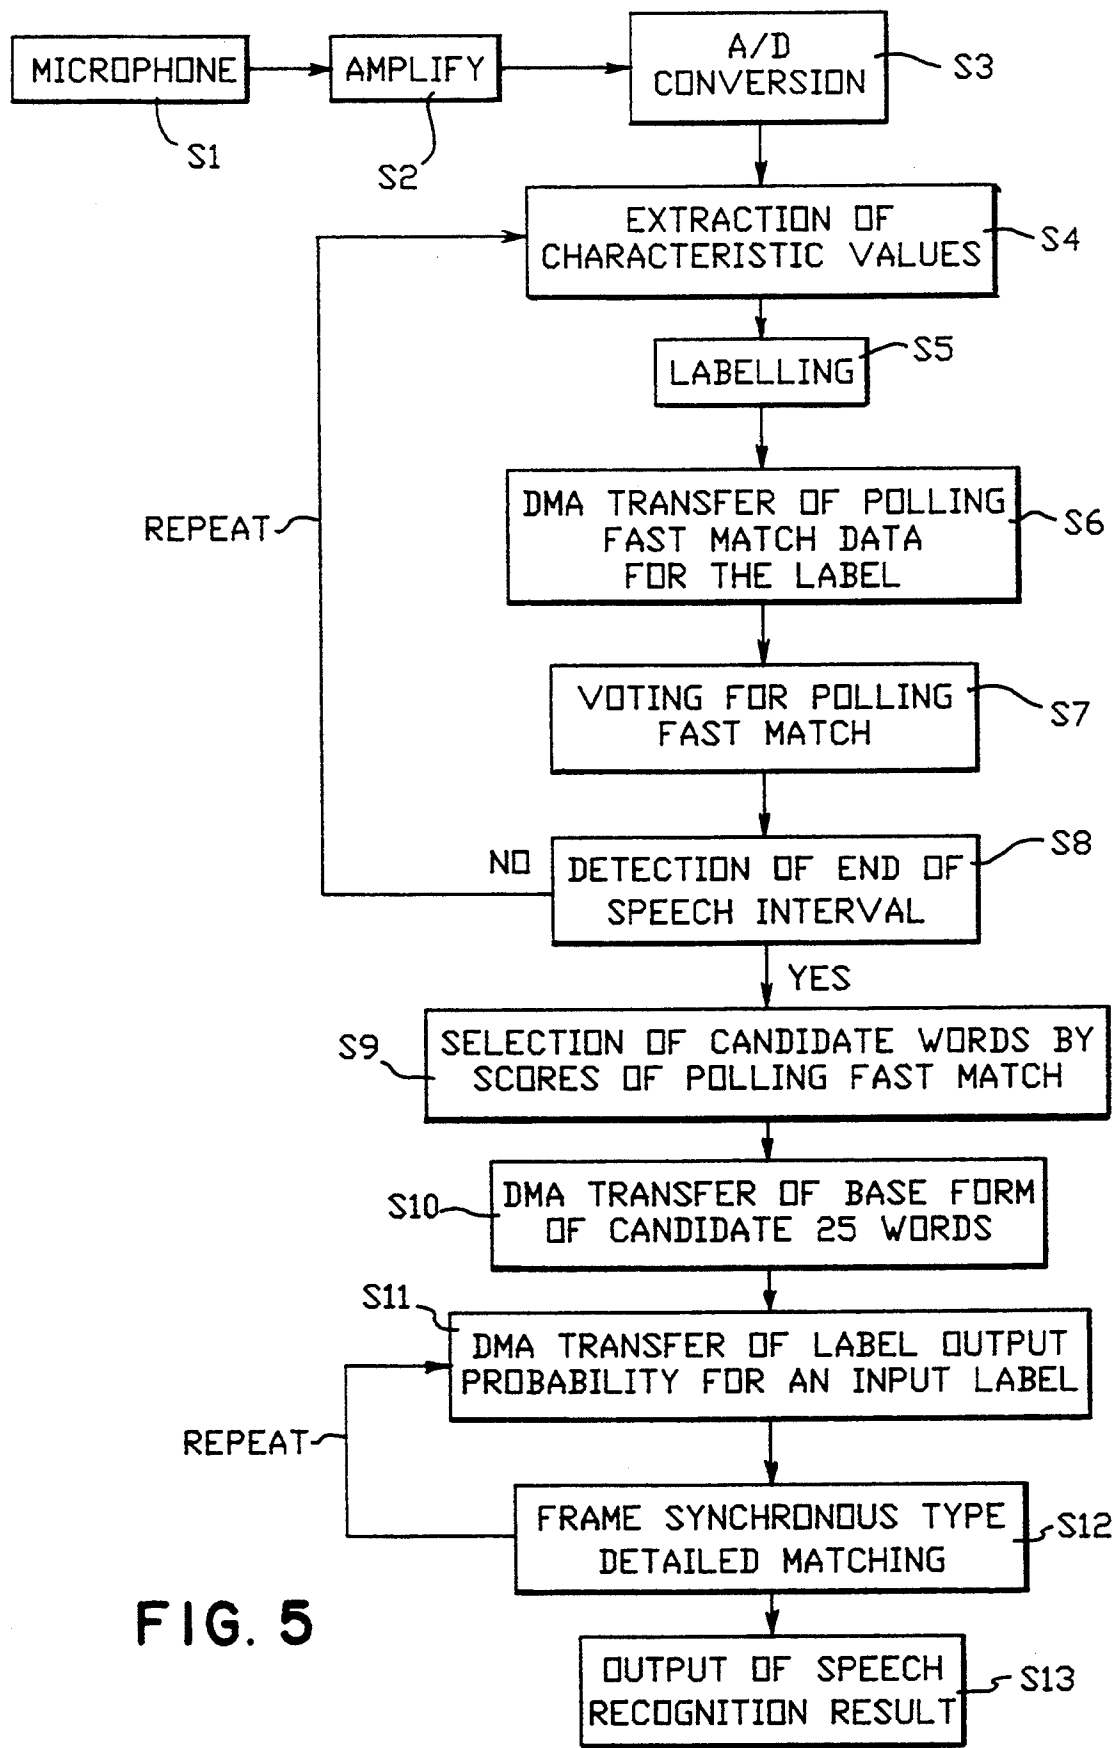 MICROPHONE
S1
AMPLIFY
S2
A/D
CONVERSION
S3
EXTRACTION OF
CHARACTERISTIC VALUES
S4
LABELLING
S5
DMA TRANSFER OF POLLING
FAST MATCH DATA
FOR THE LABEL
S6
REPEAT
VOTING FOR POLLING
FAST MATCH
S7
NO
DETECTION OF END OF
SPEECH INTERVAL
S8
YES
S9
SELECTION OF CANDIDATE WORDS BY
SCORES OF POLLING FAST MATCH
S10
DMA TRANSFER OF BASE FORM
OF CANDIDATE 25 WORDS
S11
DMA TRANSFER OF LABEL OUTPUT
PROBABILITY FOR AN INPUT LABEL
REPEAT
FRAME SYNCHRONOUS TYPE
DETAILED MATCHING
S12
OUTPUT OF SPEECH
RECOGNITION RESULT
S13
FIG. 5